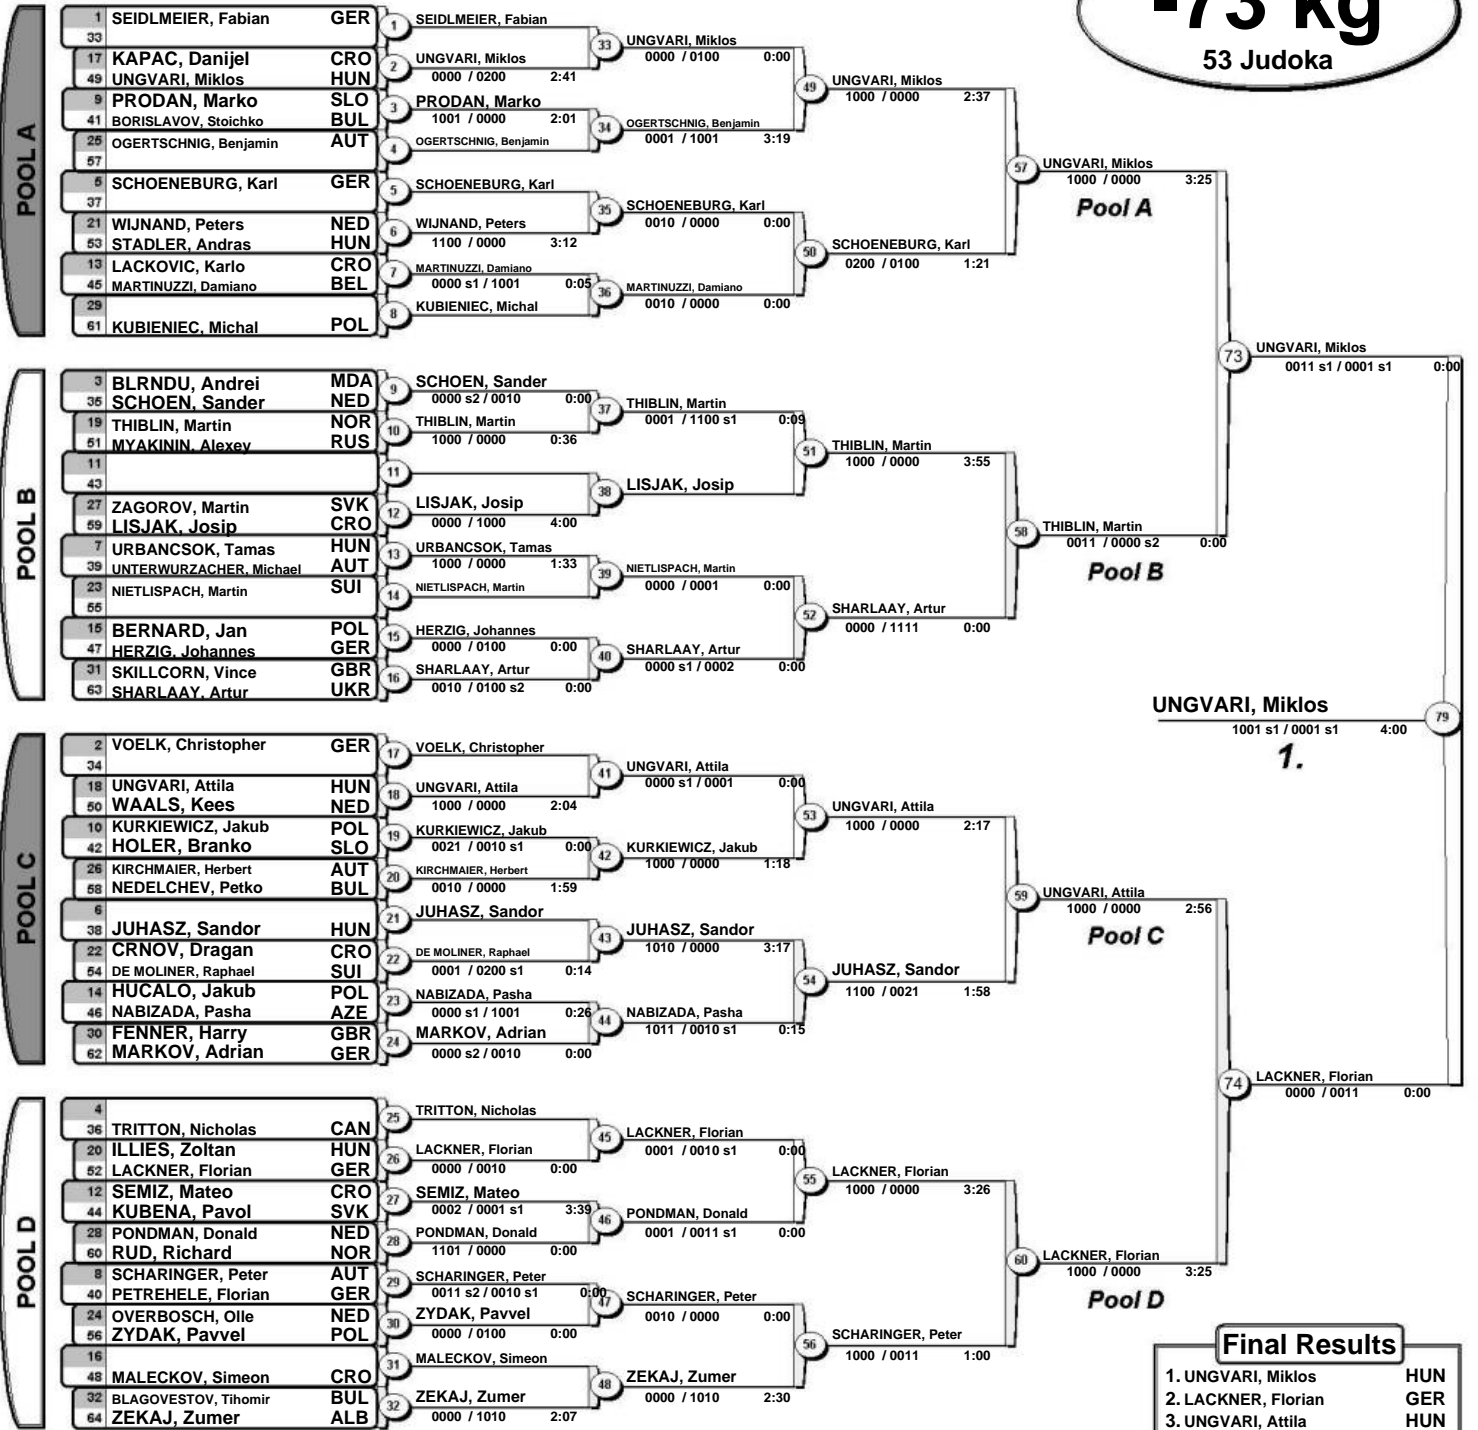 -73 kg
53 Judoka
POOL A
1 SEIDLMEIER, Fabian GER
33
17 KAPAC, Danijel CRO
49 UNGVARI, Miklos HUN
9 PRODAN, Marko SLO
41 BORISLAVOV, Stoichko BUL
25 OGERTSCHNIG, Benjamin AUT
57
5 SCHOENEBURG, Karl GER
37
21 WIJNAND, Peters NED
53 STADLER, Andras HUN
13 LACKOVIC, Karlo CRO
45 MARTINUZZI, Damiano BEL
29
61 KUBIENIEC, Michal POL
1 SEIDLMEIER, Fabian
2 UNGVARI, Miklos
0000 / 0200 2:41
3 PRODAN, Marko
1001 / 0000 2:01
4 OGERTSCHNIG, Benjamin
5 SCHOENEBURG, Karl
6 WIJNAND, Peters
1100 / 0000 3:12
7 MARTINUZZI, Damiano
0000 s1 / 1001 0:05
8 KUBIENIEC, Michal
33 UNGVARI, Miklos
0000 / 0100 0:00
34 OGERTSCHNIG, Benjamin
0001 / 1001 3:19
35 SCHOENEBURG, Karl
0010 / 0000 0:00
36 MARTINUZZI, Damiano
0010 / 0000 0:00
49 UNGVARI, Miklos
1000 / 0000 2:37
50 SCHOENEBURG, Karl
0200 / 0100 1:21
57 UNGVARI, Miklos
1000 / 0000 3:25
Pool A
POOL B
3 BLRNDU, Andrei MDA
35 SCHOEN, Sander NED
19 THIBLIN, Martin NOR
51 MYAKININ, Alexey RUS
11
43
27 ZAGOROV, Martin SVK
59 LISJAK, Josip CRO
7 URBANCSOK, Tamas HUN
39 UNTERWURZACHER, Michael AUT
23 NIETLISPACH, Martin SUI
55
15 BERNARD, Jan POL
47 HERZIG, Johannes GER
31 SKILLCORN, Vince GBR
63 SHARLAAY, Artur UKR
9 SCHOEN, Sander
0000 s2 / 0010 0:00
10 THIBLIN, Martin
1000 / 0000 0:36
11
12 LISJAK, Josip
0000 / 1000 4:00
13 URBANCSOK, Tamas
1000 / 0000 1:33
14 NIETLISPACH, Martin
15 HERZIG, Johannes
0000 / 0100 0:00
16 SHARLAAY, Artur
0010 / 0100 s2 0:00
37 THIBLIN, Martin
0001 / 1100 s1 0:09
38 LISJAK, Josip
39 NIETLISPACH, Martin
0000 / 0001 0:00
40 SHARLAAY, Artur
0000 s1 / 0002 0:00
51 THIBLIN, Martin
1000 / 0000 3:55
52 SHARLAAY, Artur
0000 / 1111 0:00
58 THIBLIN, Martin
0011 / 0000 s2 0:00
Pool B
73 UNGVARI, Miklos
0011 s1 / 0001 s1 0:00
POOL C
2 VOELK, Christopher GER
34
18 UNGVARI, Attila HUN
50 WAALS, Kees NED
10 KURKIEWICZ, Jakub POL
42 HOLER, Branko SLO
26 KIRCHMAIER, Herbert AUT
58 NEDELCHEV, Petko BUL
6
38 JUHASZ, Sandor HUN
22 CRNOV, Dragan CRO
54 DE MOLINER, Raphael SUI
14 HUCALO, Jakub POL
46 NABIZADA, Pasha AZE
30 FENNER, Harry GBR
62 MARKOV, Adrian GER
17 VOELK, Christopher
18 UNGVARI, Attila
1000 / 0000 2:04
19 KURKIEWICZ, Jakub
0021 / 0010 s1 0:00
20 KIRCHMAIER, Herbert
0010 / 0000 1:59
21 JUHASZ, Sandor
22 DE MOLINER, Raphael
0001 / 0200 s1 0:14
23 NABIZADA, Pasha
0000 s1 / 1001 0:26
24 MARKOV, Adrian
0000 s2 / 0010 0:00
41 UNGVARI, Attila
0000 s1 / 0001 0:00
42 KURKIEWICZ, Jakub
1000 / 0000 1:18
43 JUHASZ, Sandor
1010 / 0000 3:17
44 NABIZADA, Pasha
1011 / 0010 s1 0:15
53 UNGVARI, Attila
1000 / 0000 2:17
54 JUHASZ, Sandor
1100 / 0021 1:58
59 UNGVARI, Attila
1000 / 0000 2:56
Pool C
UNGVARI, Miklos 79
1001 s1 / 0001 s1 4:00
1.
POOL D
4
36 TRITTON, Nicholas CAN
20 ILLIES, Zoltan HUN
52 LACKNER, Florian GER
12 SEMIZ, Mateo CRO
44 KUBENA, Pavol SVK
28 PONDMAN, Donald NED
60 RUD, Richard NOR
8 SCHARINGER, Peter AUT
40 PETREHELE, Florian GER
24 OVERBOSCH, Olle NED
56 ZYDAK, Pavvel POL
16
48 MALECKOV, Simeon CRO
32 BLAGOVESTOV, Tihomir BUL
64 ZEKAJ, Zumer ALB
25 TRITTON, Nicholas
26 LACKNER, Florian
0000 / 0010 0:00
27 SEMIZ, Mateo
0002 / 0001 s1 3:39
28 PONDMAN, Donald
1101 / 0000 0:00
29 SCHARINGER, Peter
0011 s2 / 0010 s1 0:00
30 ZYDAK, Pavvel
0000 / 0100 0:00
31 MALECKOV, Simeon
32 ZEKAJ, Zumer
0000 / 1010 2:07
45 LACKNER, Florian
0001 / 0010 s1 0:00
46 PONDMAN, Donald
0001 / 0011 s1 0:00
47 SCHARINGER, Peter
0010 / 0000 0:00
48 ZEKAJ, Zumer
0000 / 1010 2:30
55 LACKNER, Florian
1000 / 0000 3:26
56 SCHARINGER, Peter
1000 / 0011 1:00
60 LACKNER, Florian
1000 / 0000 3:25
Pool D
74 LACKNER, Florian
0000 / 0011 0:00
Final Results
1. UNGVARI, Miklos HUN
2. LACKNER, Florian GER
3. UNGVARI, Attila HUN